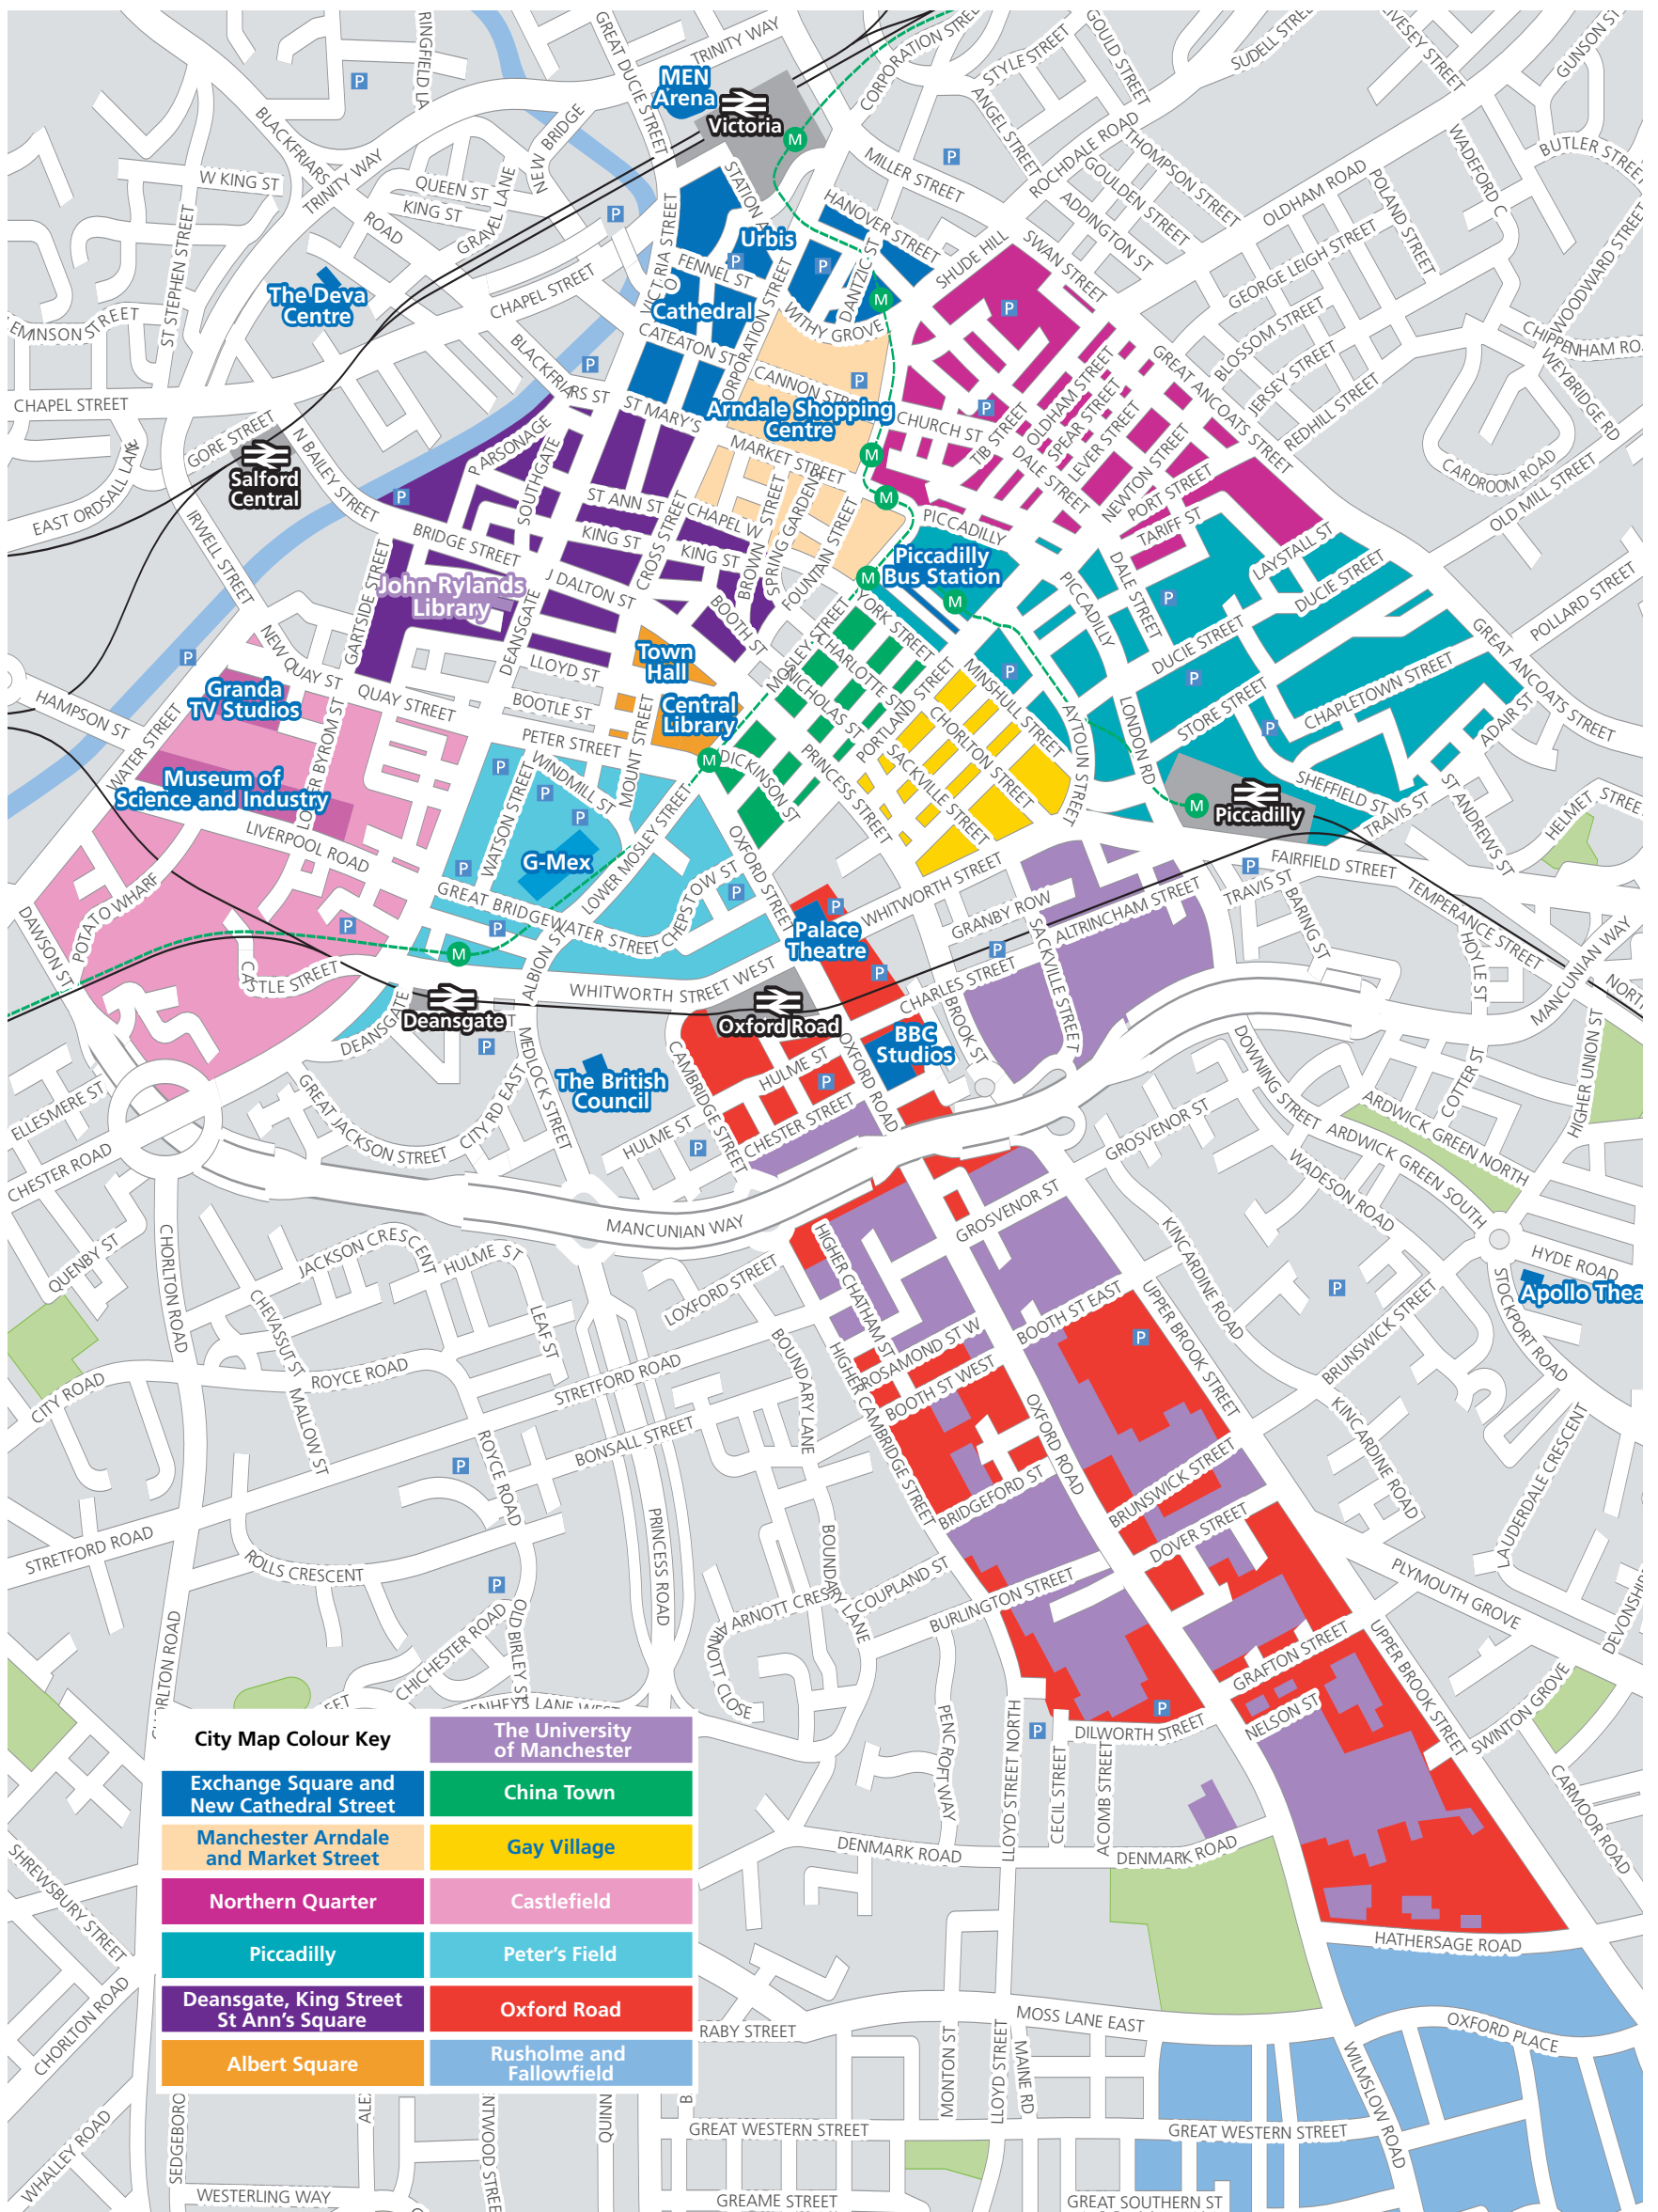 TRINITY WAY
CORPORATION STREET
STYLE STREET
GOULD STREET
SUDELL STREET
LIVESEY STREET
GUNSON ST
GREAT DUCIE STREET
MEN
Arena
Victoria
M
P
BLACKFRIARS
ROAD
TRINITY WAY
NEW BRIDGE
W KING ST
QUEEN ST
KING ST
GRAVEL LANE
ST STEPHEN STREET
CHAPEL STREET
The Deva
Centre
ANGEL STREET
MILLER STREET
ROCHDALE ROAD
THOMPSON STREET
GOULDEN STREET
ADDINGTON ST
OLDHAM ROAD
POLAND STREET
WADEFORD C
BUTLER STREET
WOODWARD STREET
GEORGE LEIGH STREET
BLOSSOM STREET
JERSEY STREET
REDHILL STREET
WEYBRIDGE RD
CARDROOM ROAD
OLD MILL STREET
POLLARD STREET
HANOVER STREET
SHUDE HILL
SWAN STREET
GREAT ANCOATS STREET
Urbis
FENNEL ST
VICTORIA STREET
Cathedral
CORPORATION STREET
WITHY GROVE
DANTZIC ST
CATEATON ST
CANNON STREET
Arndale Shopping
Centre
ST MARY'S
MARKET STREET
CHURCH ST
TIB STREET
OLDHAM STREET
SPEAR STREET
LEVER STREET
DALE STREET
NEWTON STREET
PORT STREET
TARIFF ST
LAYSTALL ST
DUCIE STREET
CHAPEL STREET
GORE STREET
Salford
Central
N BAILEY STREET
EAST ORDSALL LANE
IRWELL STREET
BLACKFRIARS ST
PARSONAGE
SOUTHGATE
ST ANN ST
BRIDGE STREET
KING ST
KING ST
CROSS STREET
CHAPEL W
BROWN STREET
SPRING GARDENS
FOUNTAIN STREET
PICCADILLY
Piccadilly
Bus Station
John Rylands
Library
J DALTON ST
DEANSGATE
GARTSIDE STREET
BOOTH ST
YORK STREET
CHARLOTTE ST
NICHOLAS ST
MOSLEY STREET
PORTLAND STREET
PICCADILLY
DALE STREET
DUCIE STREET
STORE STREET
CHAPLETOWN STREET
ADAIR ST
GREAT ANCOATS STREET
NEW QUAY ST
QUAY STREET
HAMPSON ST
Granda
TV Studios
WATER STREET
LLOYD ST
BOOTLE ST
Town
Hall
Central
Library
PETER STREET
MOUNT STREET
WINDMILL ST
WATSON STREET
G-Mex
DICKINSON ST
PRINCESS STREET
SACKVILLE STREET
CHORLTON STREET
MINSHULL STREET
AYTOUN STREET
LONDON RD
Piccadilly
SHEFFIELD ST
TRAVIS ST
ST ANDREWS ST
HELMET STREET
FAIRFIELD STREET
TEMPERANCE STREET
Museum of
Science and Industry
LOWER BYROM ST
LIVERPOOL ROAD
POTATO WHARF
DAWSON ST
CASTLE STREET
GREAT BRIDGEWATER STREET
LOWER MOSLEY STREET
CHEPSTOW ST
OXFORD STREET
ALBION ST
WHITWORTH STREET WEST
Deansgate
DEANSGATE
Palace
Theatre
WHITWORTH STREET
GRANBY ROW
ALTRINCHAM STREET
SACKVILLE STREET
CHARLES STREET
BROOK ST
TRAVIS ST
BARING ST
HOYLE ST
MANCUNIAN WAY
Oxford Road
BBC
Studios
OXFORD ROAD
HULME ST
CHESTER STREET
CAMBRIDGE STREET
The British
Council
MEDLOCK STREET
CITY RD EAST
GREAT JACKSON STREET
ELLESMERE ST
CHESTER ROAD
HULME ST
MANCUNIAN WAY
DOWNING STREET
GROSVENOR ST
ARDWICK GREEN NORTH
ARDWICK GREEN SOUTH
COTTER ST
HIGHER UNION ST
WADESON ROAD
HYDE ROAD
Apollo Thea
STOCKPORT ROAD
QUENBY ST
CHORLTON ROAD
JACKSON CRESCENT
HULME ST
CHEVASSUT ST
LEAF ST
MALLOW ST
ROYCE ROAD
CITY ROAD
LOXFORD STREET
STRETFORD ROAD
BONSALL STREET
BOUNDARY LANE
HIGHER CHATHAM ST
GROSVENOR ST
BOOTH ST EAST
ROSAMOND ST W
BOOTH ST WEST
HIGHER CAMBRIDGE STREET
UPPER BROOK STREET
KINCARDINE ROAD
BRUNSWICK STREET
KINCARDINE ROAD
LAUDERDALE CRESCENT
STRETFORD ROAD
ROYCE ROAD
ROLLS CRESCENT
PRINCESS ROAD
BOUNDARY LANE
OXFORD ROAD
BRIDGEFORD ST
BRUNSWICK STREET
DOVER STREET
COUPLAND ST
BURLINGTON STREET
ARNOTT CRES
ARNOTT CLOSE
CHICHESTER ROAD
OLD BIRLEY ST
PLYMOUTH GROVE
GRAFTON STREET
NELSON ST
UPPER BROOK STREET
SWINTON GROVE
CARMOOR ROAD
DILWORTH STREET
PENCROFT WAY
LLOYD STREET NORTH
CECIL STREET
ACOMB STREET
DENMARK ROAD
DENMARK ROAD
City Map Colour Key
The University
of Manchester
Exchange Square and
New Cathedral Street
China Town
Manchester Arndale
and Market Street
Gay Village
Northern Quarter
Castlefield
Piccadilly
Peter's Field
Deansgate, King Street
St Ann's Square
Oxford Road
Albert Square
Rusholme and
Fallowfield
SHREWSBURY STREET
CHORLTON ROAD
WHALLEY ROAD
WESTERLING WAY
HATHERSAGE ROAD
MOSS LANE EAST
OXFORD PLACE
WILMSLOW ROAD
RABY STREET
MONTON ST
LLOYD STREET
MAINE RD
GREAT WESTERN STREET
GREAT WESTERN STREET
GREAME STREET
GREAT SOUTHERN ST